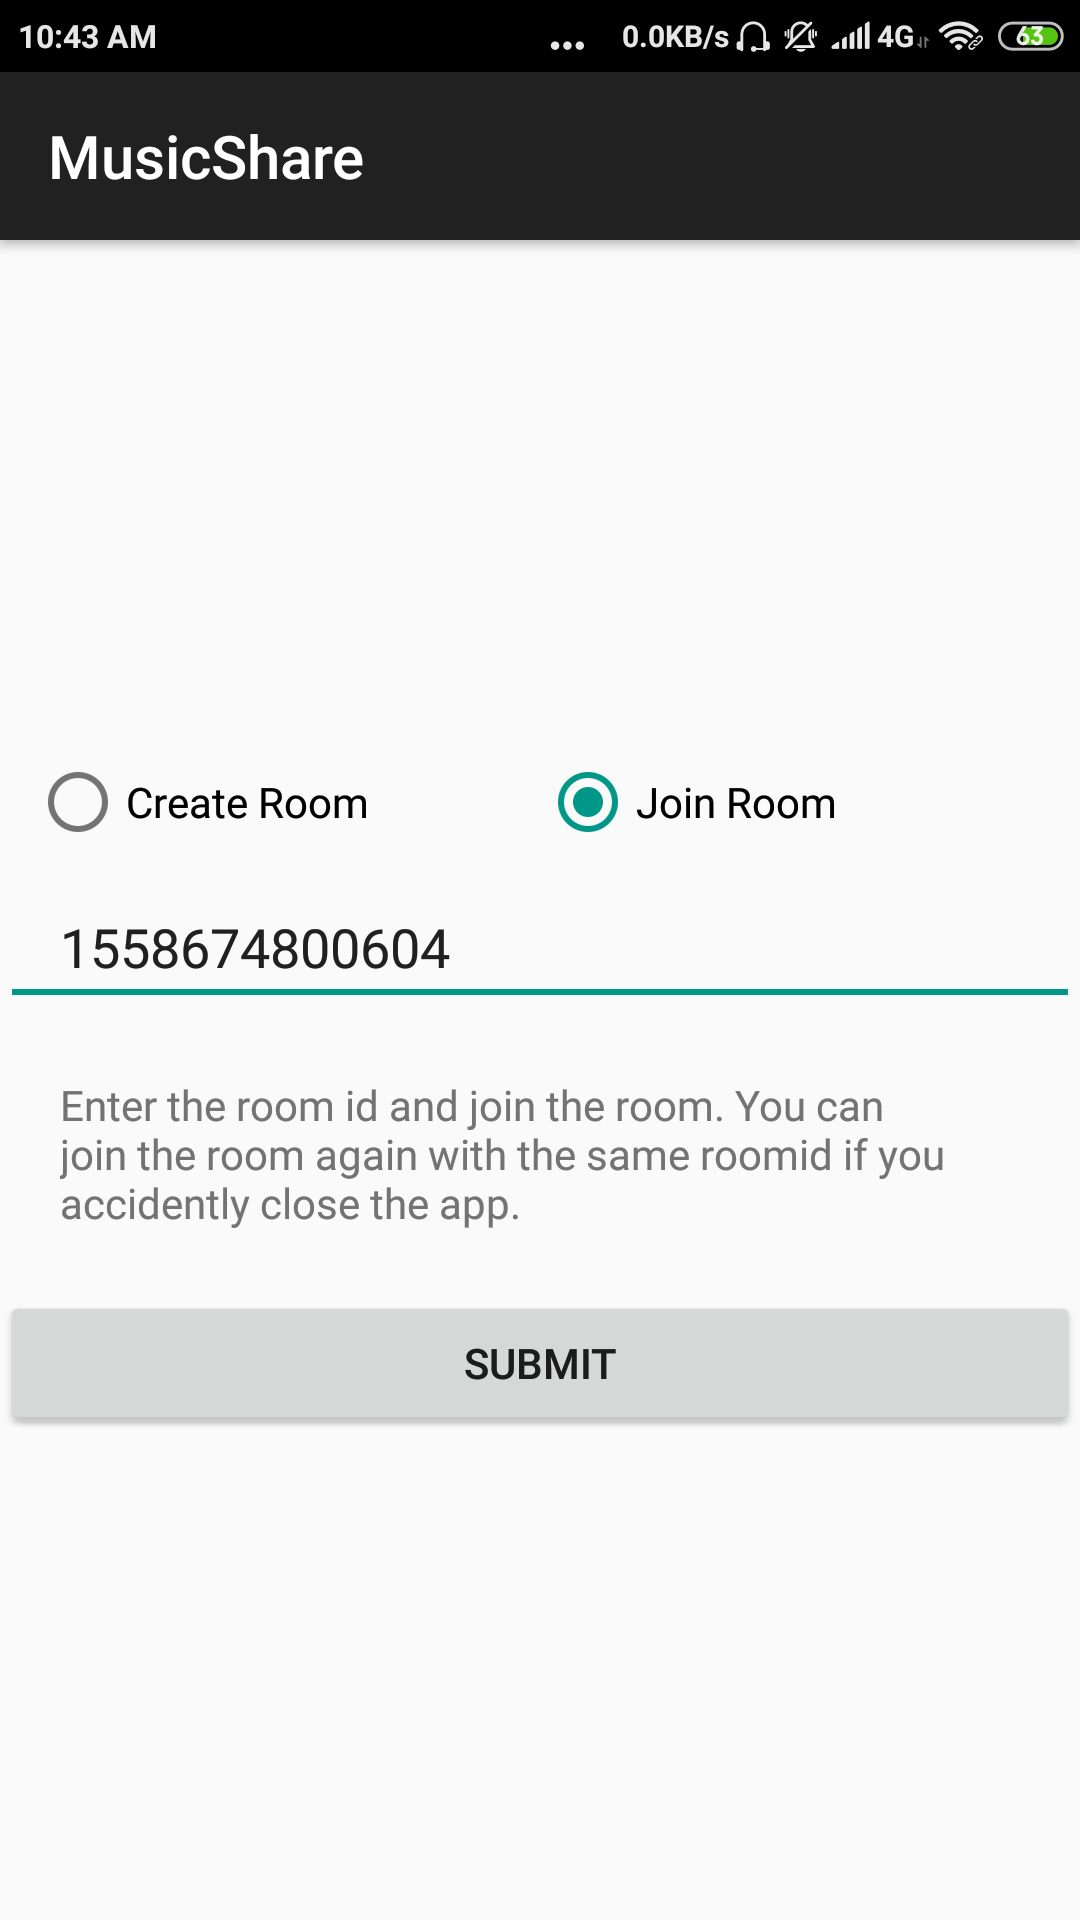 10:43 AM ... 0.0KB/s 4G 63
MusicShare
Create Room Join Room
1558674800604
Enter the room id and join the room. You can
join the room again with the same roomid if you
accidently close the app.
SUBMIT